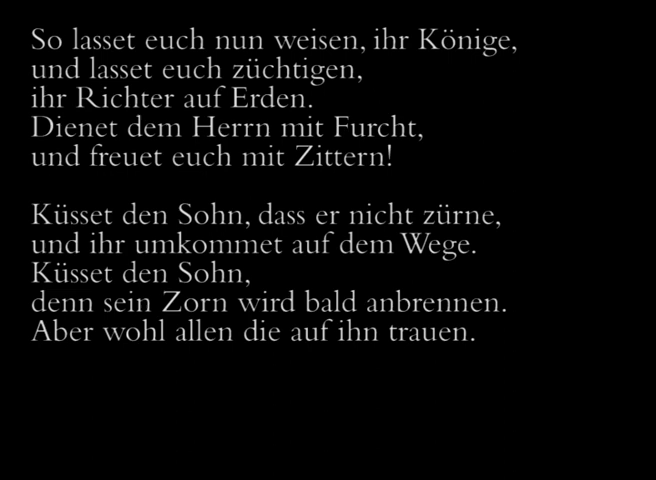 So lasset euch nun weisen, ihr Könige,
und lasset euch züchtigen,
ihr Richter auf Erden.
Dienet dem Herrn mit Furcht,
und freuet euch mit Zittern!
Küsset den Sohn, dass er nicht zürne,
und ihr umkommet auf dem Wege.
Küsset den Sohn,
denn sein Zorn wird bald anbrennen.
Aber wohl allen die auf ihn trauen.